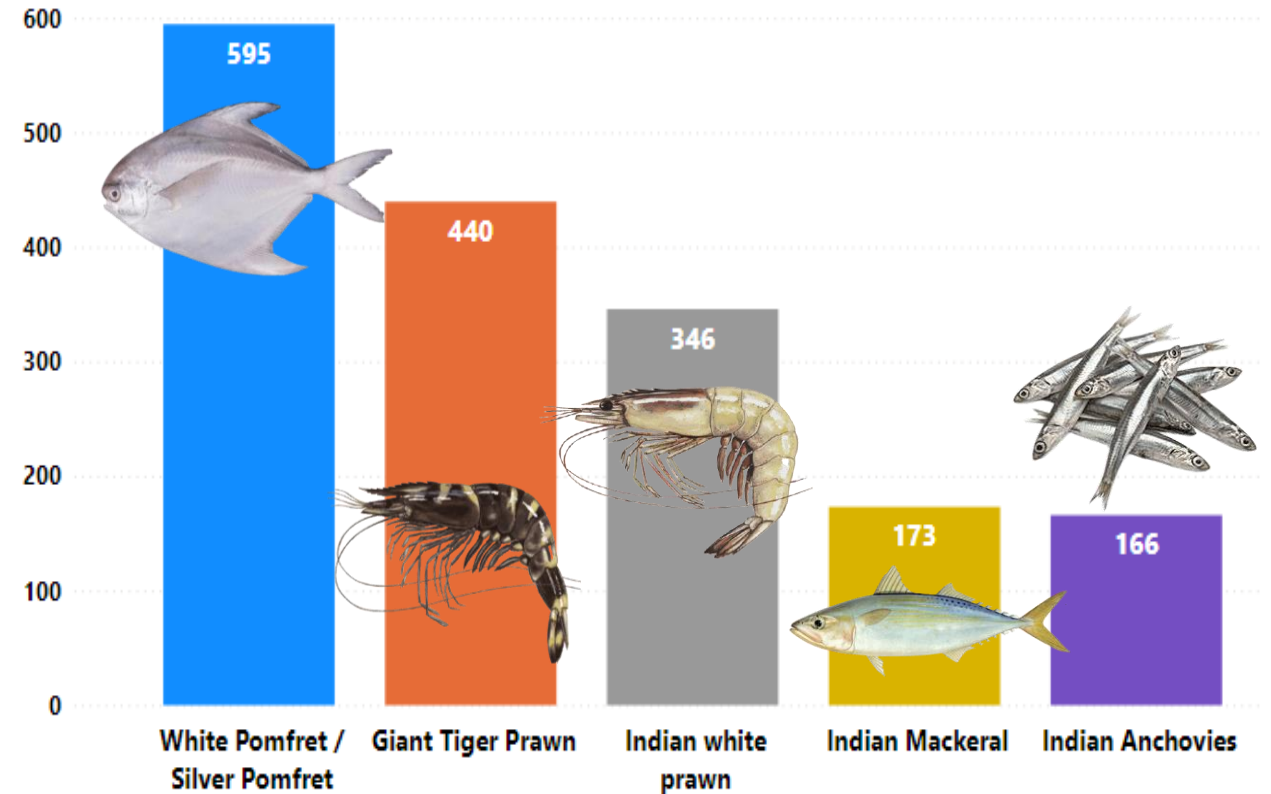 600
595
500
440
400
346
300
200
173
166
100
0
White Pomfret /
Silver Pomfret
Giant Tiger Prawn
Indian white
prawn
Indian Mackeral
Indian Anchovies